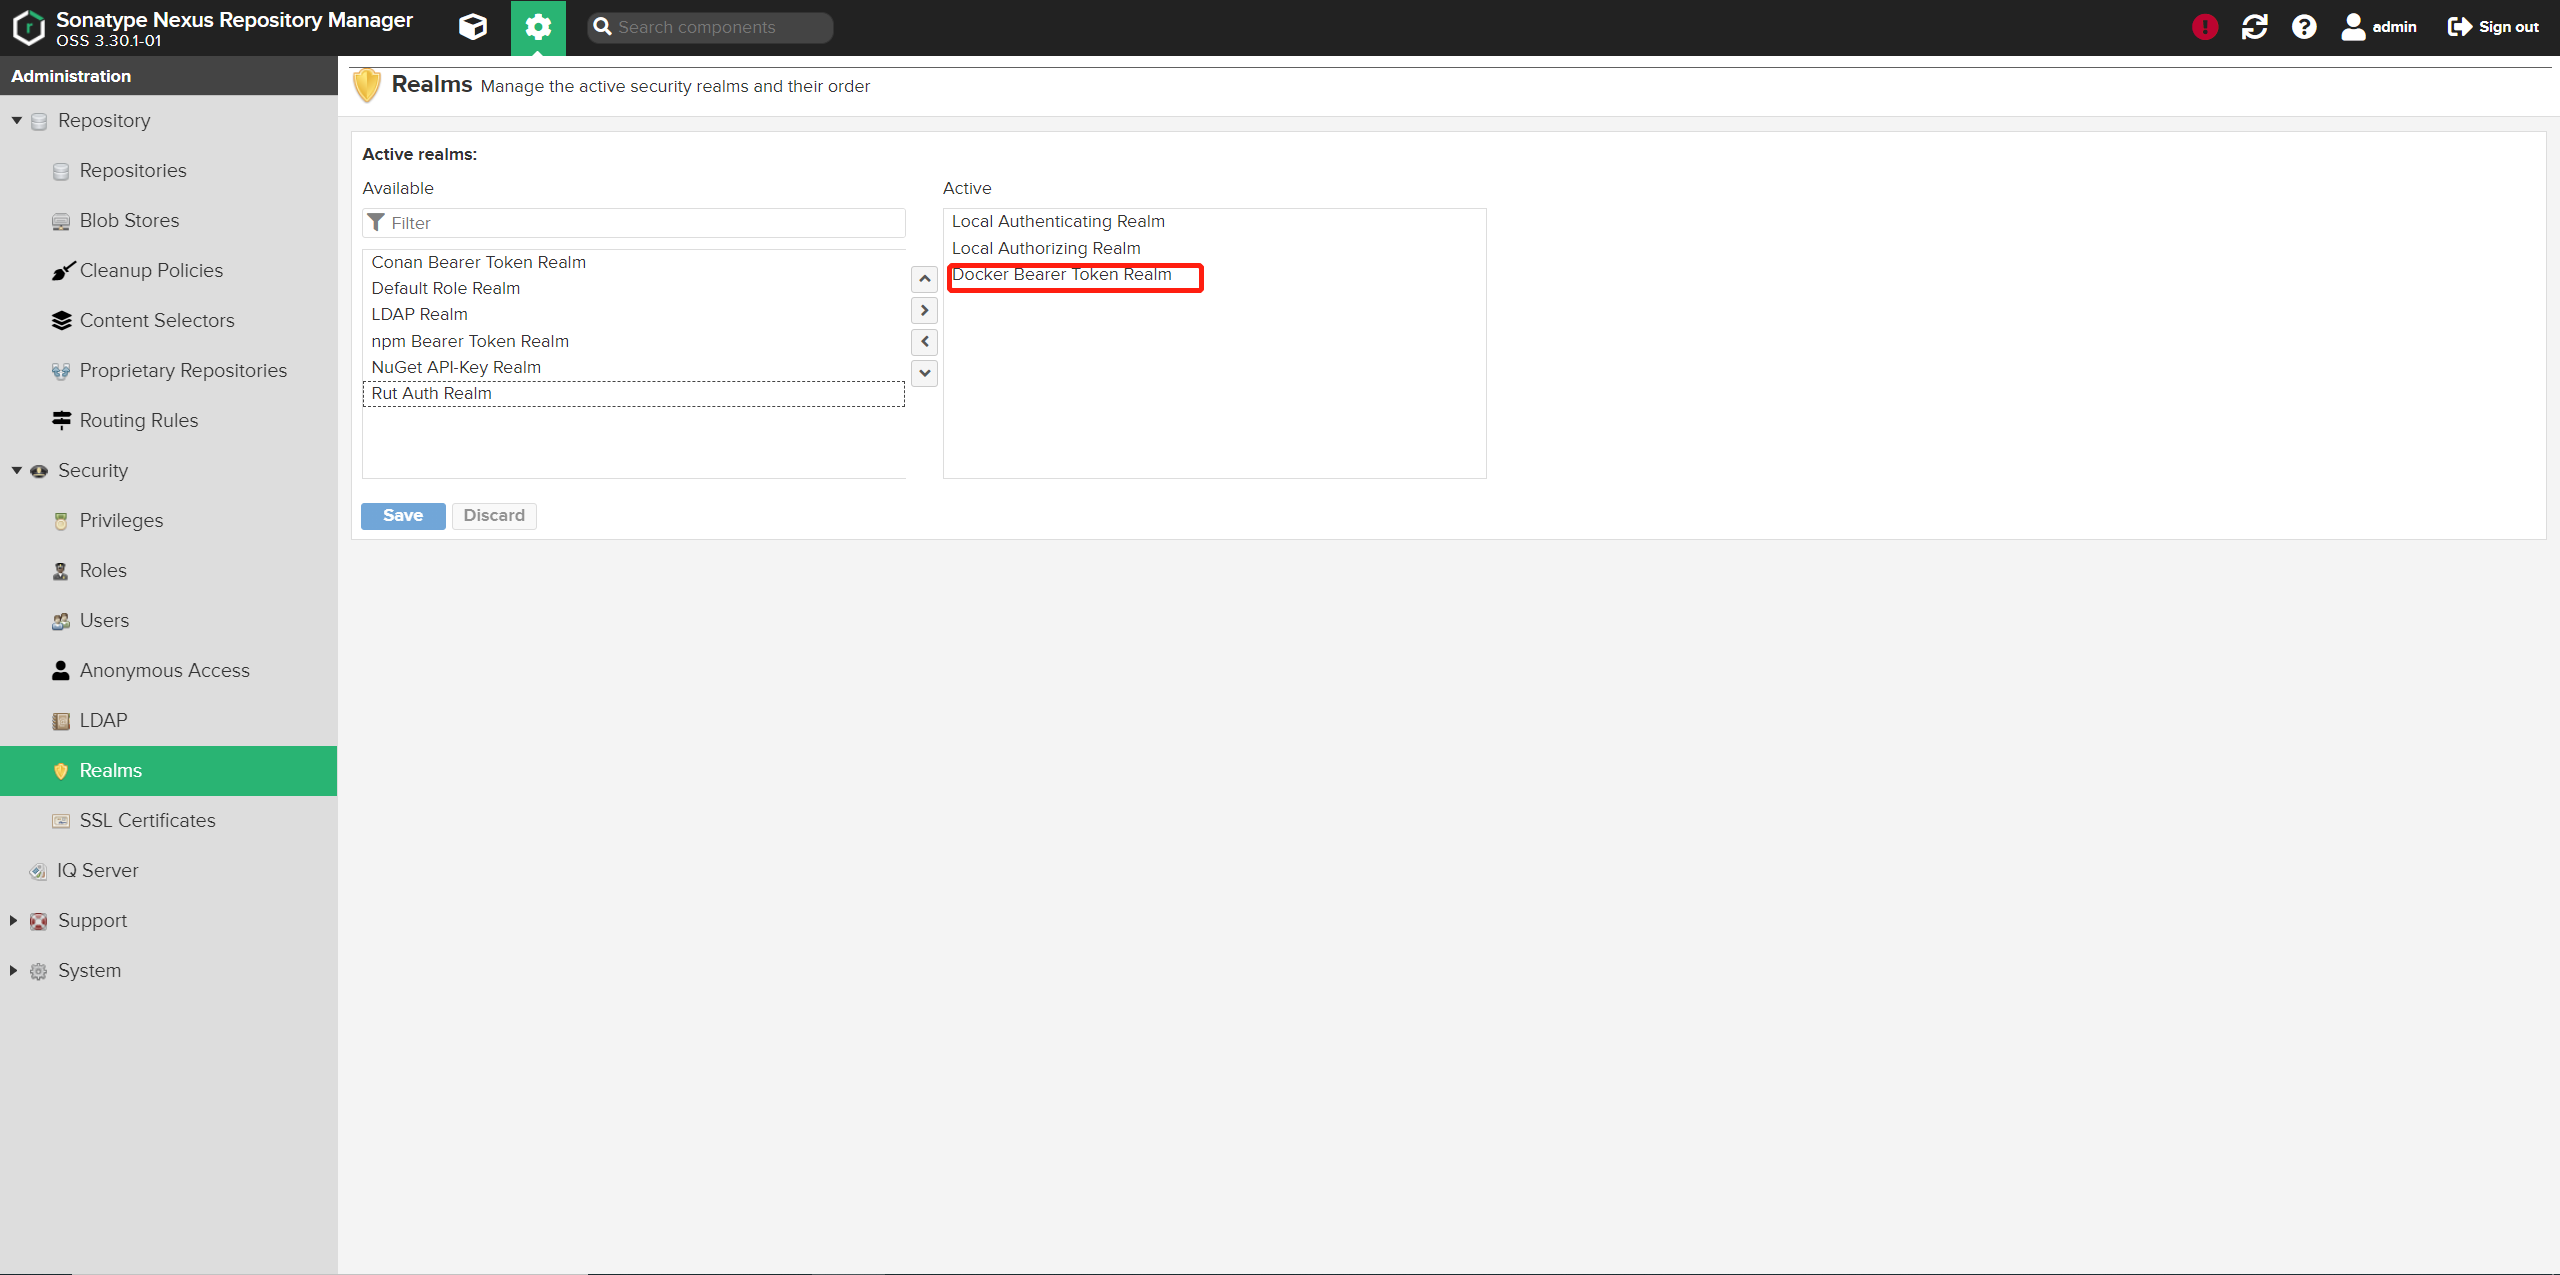 Sonatype Nexus Repository Manager
OSS 3.30.1-01
Search components
admin
Sign out
Administration
Repository
Repositories
Blob Stores
Cleanup Policies
Content Selectors
Proprietary Repositories
Routing Rules
Security
Privileges
Roles
Users
Anonymous Access
LDAP
Realms
SSL Certificates
IQ Server
Support
System
Realms Manage the active security realms and their order
Active realms:
Available
Filter
Conan Bearer Token Realm
Default Role Realm
LDAP Realm
npm Bearer Token Realm
NuGet API-Key Realm
Rut Auth Realm
Active
Local Authenticating Realm
Local Authorizing Realm
Docker Bearer Token Realm
Save
Discard